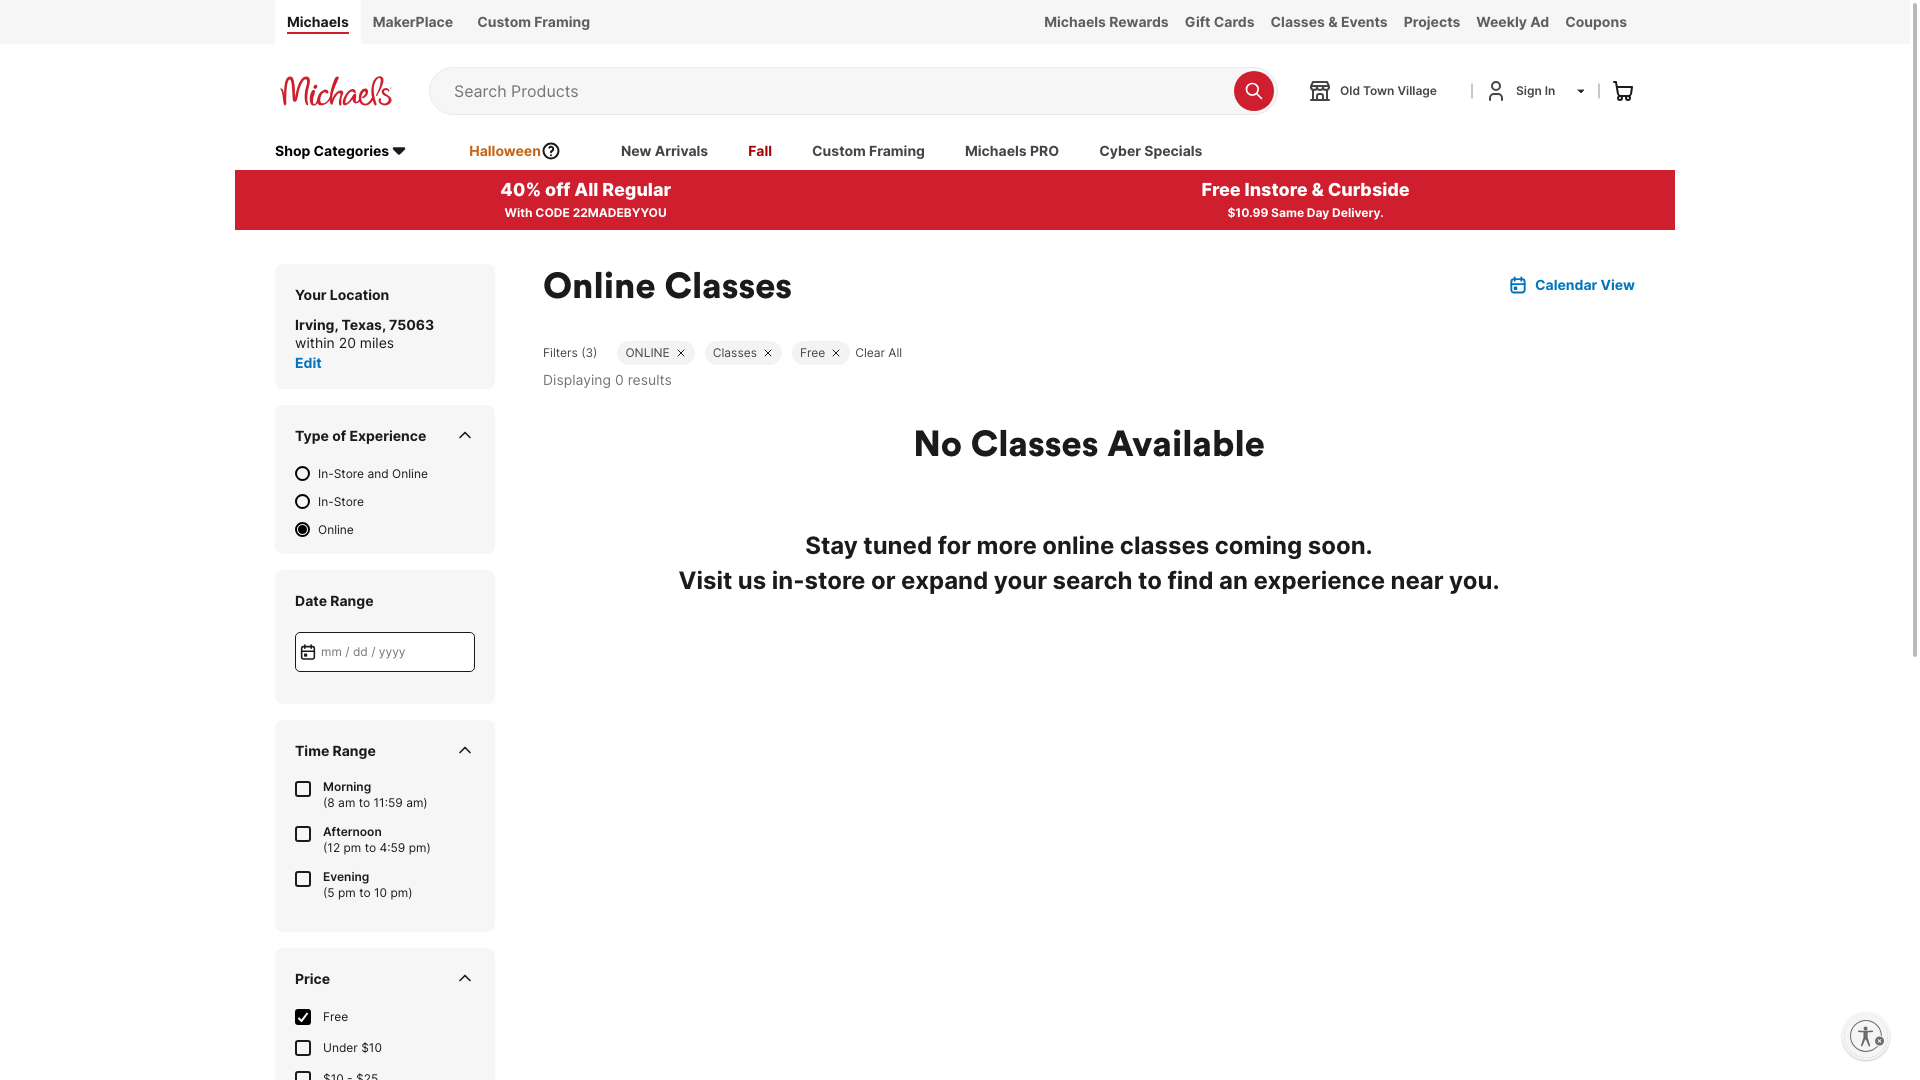 Michaels
MakerPlace
Custom Framing
Michaels Rewards
Gift Cards
Classes & Events
Projects
Weekly Ad
Coupons
Michaels
Search Products
Old Town Village
Sign In
Shop Categories
Halloween
New Arrivals
Fall
Custom Framing
Michaels PRO
Cyber Specials
40% off All Regular
With CODE 22MADEBYYOU
Free Instore & Curbside
$10.99 Same Day Delivery.
Your Location
Irving, Texas, 75063
within 20 miles
Edit
Online Classes
Calendar View
Filters (3)
ONLINE
Classes
Free
Clear All
Displaying 0 results
No Classes Available
Stay tuned for more online classes coming soon.
Visit us in-store or expand your search to find an experience near you.
Type of Experience
In-Store and Online
In-Store
Online
Date Range
mm / dd / yyyy
Time Range
Morning
(8 am to 11:59 am)
Afternoon
(12 pm to 4:59 pm)
Evening
(5 pm to 10 pm)
Price
Free
Under $10
$10 - $25